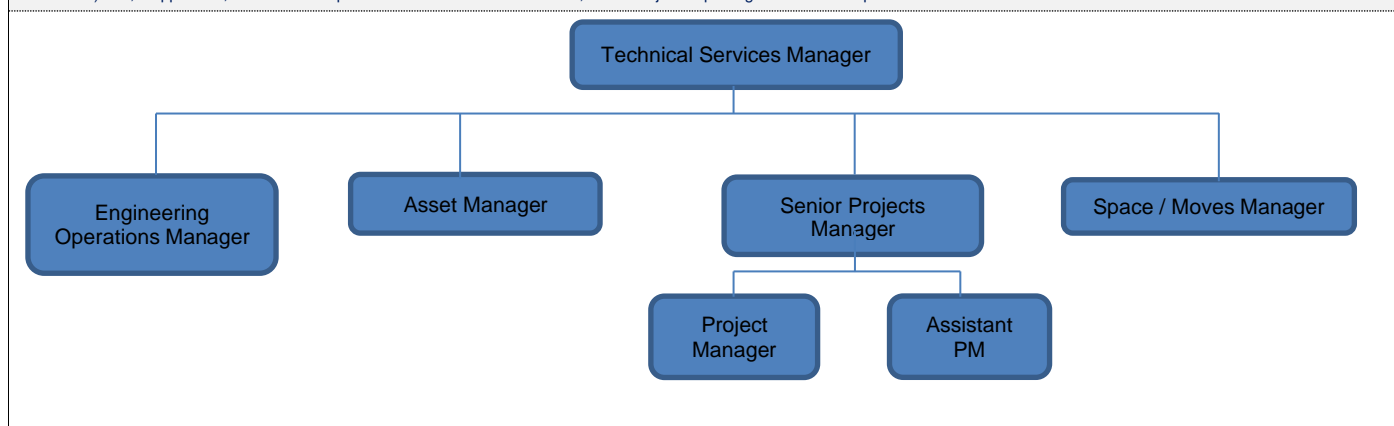 Technical Services Manager
Engineering
Operations Manager
Asset Manager
Senior Projects
Manager
Space / Moves Manager
Project
Manager
Assistant
PM